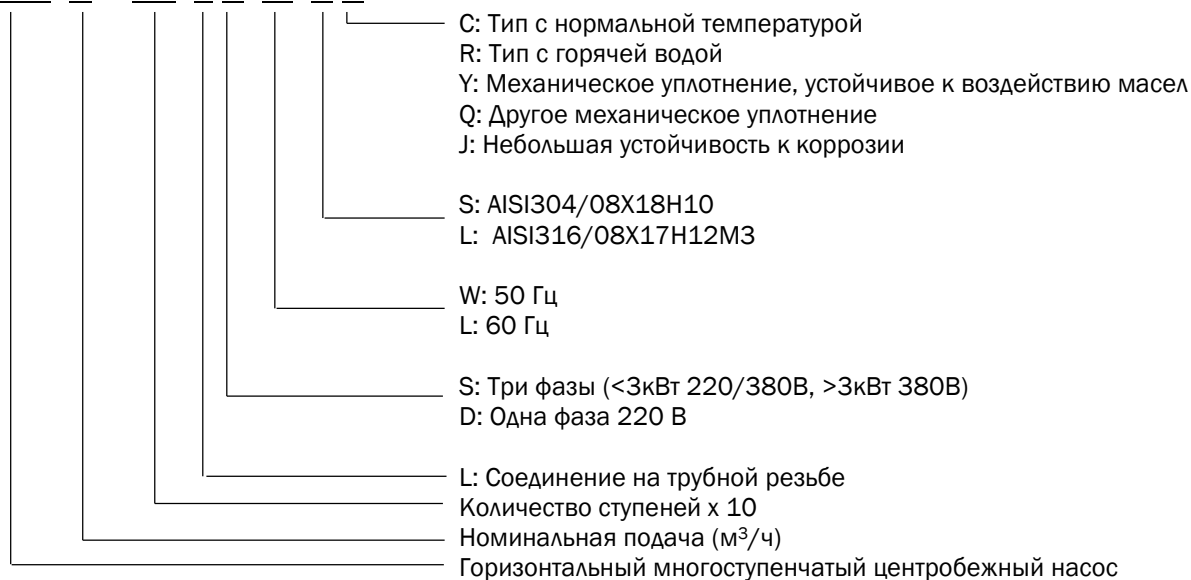 C: Тип с нормальной температурой
R: Тип с горячей водой
Y: Механическое уплотнение, устойчивое к воздействию масел
Q: Другое механическое уплотнение
J: Небольшая устойчивость к коррозии
S: AISI304/08X18H10
L: AISI316/08X17H12M3
W: 50 Гц
L: 60 Гц
S: Три фазы (<3кВт 220/380В, >3кВт 380В)
D: Одна фаза 220 В
L: Соединение на трубной резьбе
Количество ступеней x 10
Номинальная подача (м³/ч)
Горизонтальный многоступенчатый центробежный насос